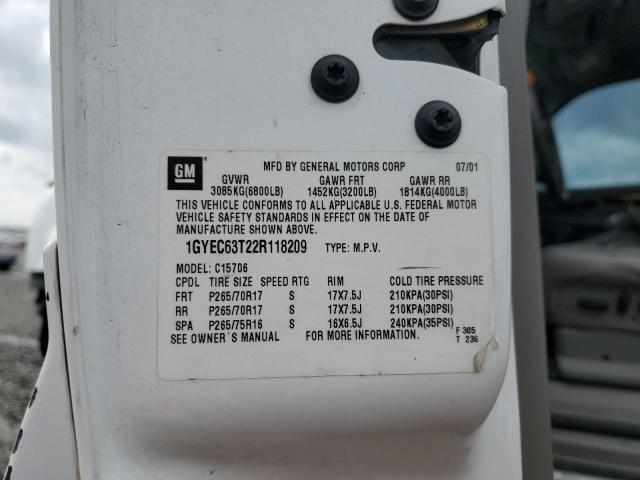 GM MFD BY GENERAL MOTORS CORP 07/01
GVWR GAWR FRT GAWR RR
3085KG(6800LB) 1452KG(3200LB) 1814KG(4000LB)
THIS VEHICLE CONFORMS TO ALL APPLICABLE U.S. FEDERAL MOTOR
VEHICLE SAFETY STANDARDS IN EFFECT ON THE DATE OF
MANUFACTURE SHOWN ABOVE.
1GYEC63T22R118209 TYPE: M.P.V.
MODEL: C15706
CPDL TIRE SIZE SPEED RTG RIM COLD TIRE PRESSURE
FRT P265/70R17 S 17X7.5J 210KPA(30PSI)
RR P265/70R17 S 17X7.5J 210KPA(30PSI)
SPA P265/75R16 S 16X6.5J 240KPA(35PSI)
SEE OWNER'S MANUAL FOR MORE INFORMATION. F 305
T 236